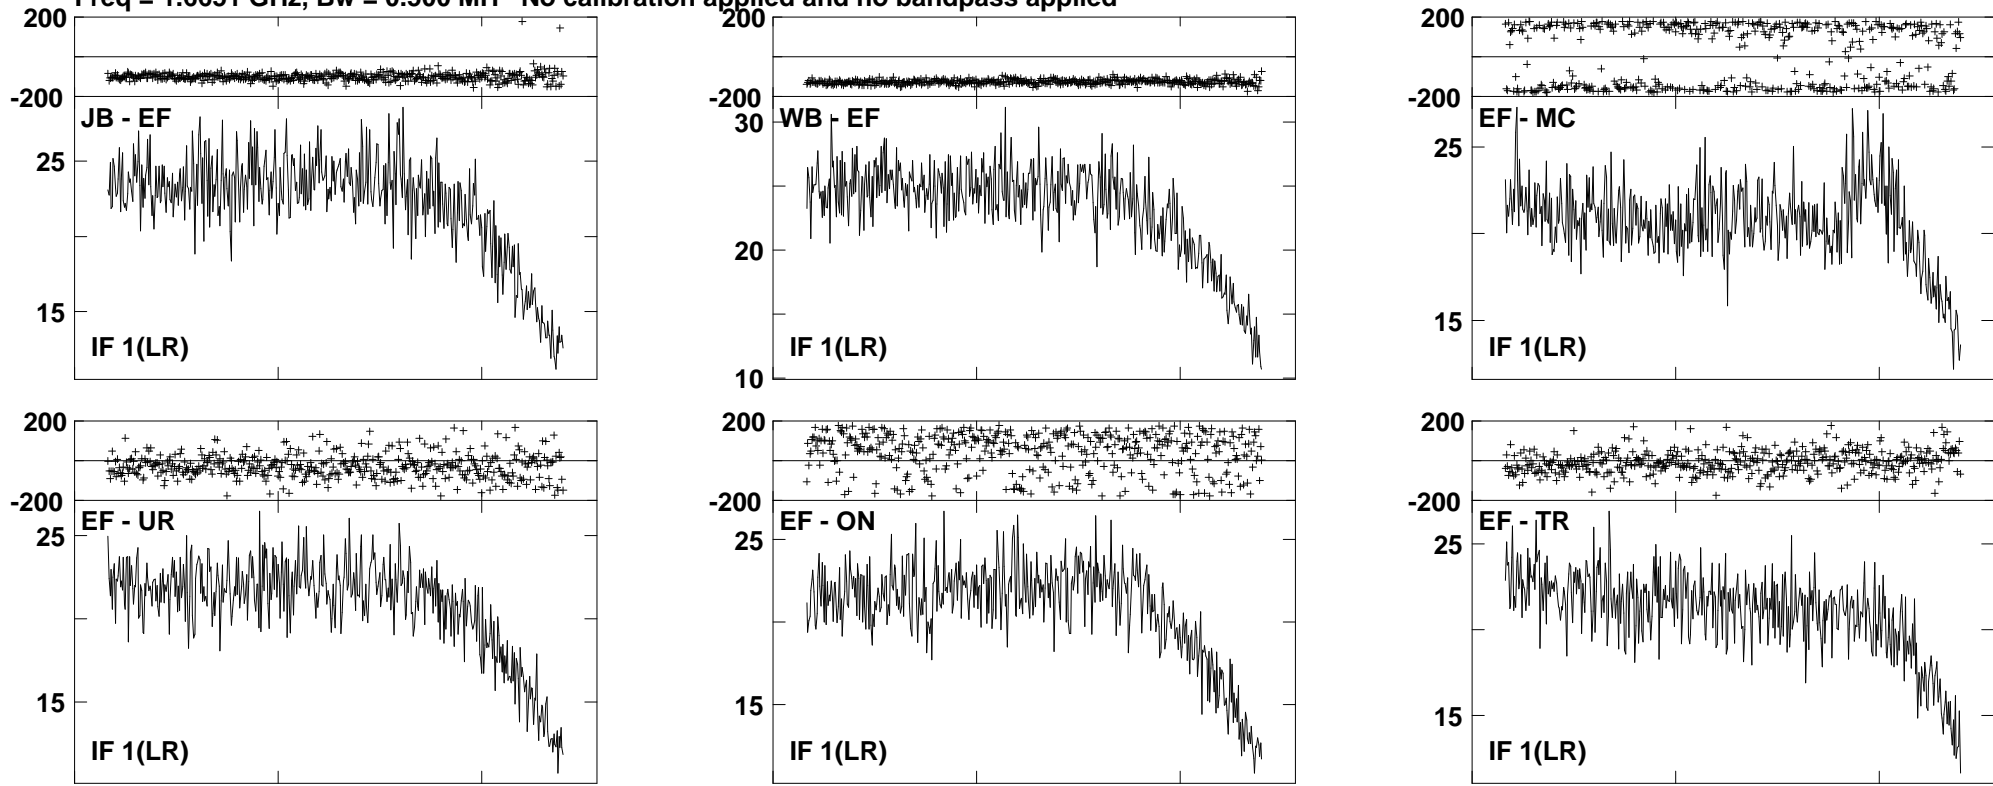 No calibration applied and no bandpass applied
200
-200
JB - EF
25
15
IF 1(LR)
200
-200
30
WB - EF
20
10
IF 1(LR)
200
-200
EF - MC
25
15
IF 1(LR)
200
-200
EF - UR
25
15
IF 1(LR)
200
-200
EF - ON
25
15
IF 1(LR)
200
-200
EF - TR
25
15
IF 1(LR)